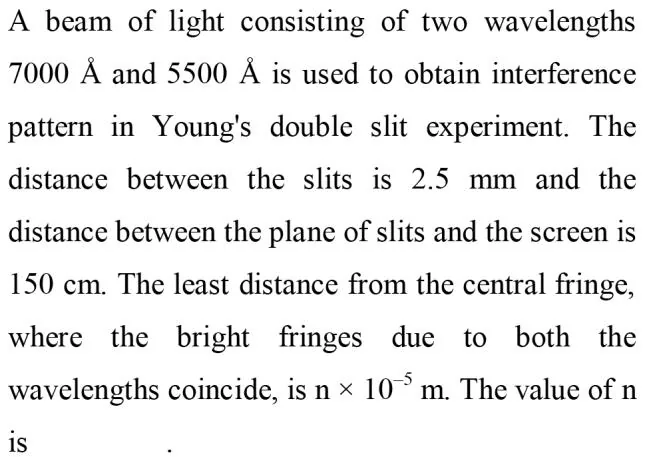 A beam of light consisting of two wavelengths
7000 Å and 5500 Å is used to obtain interference
pattern in Young's double slit experiment. The
distance between the slits is 2.5 mm and the
distance between the plane of slits and the screen is
150 cm. The least distance from the central fringe,
where the bright fringes due to both the
wavelengths coincide, is n × 10⁻⁵ m. The value of n
is .